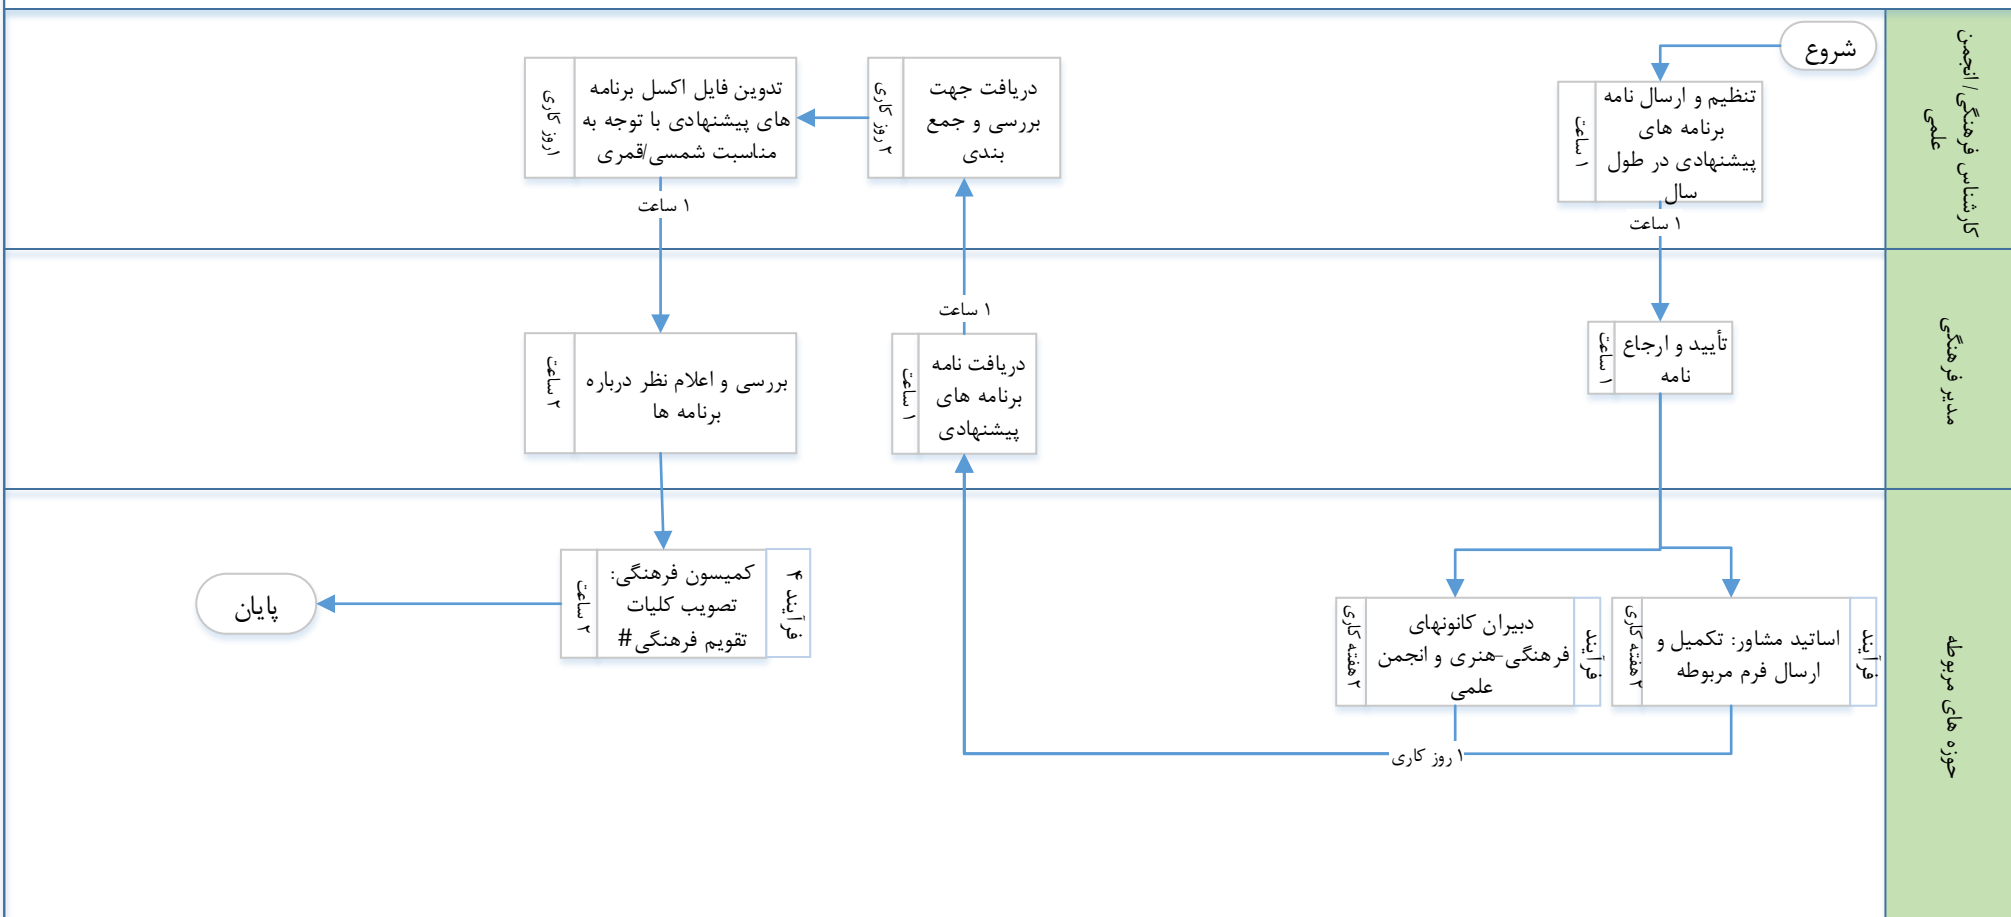 کارشناس فرهنگی/انجمن
علمی
شروع
تنظیم و ارسال نامه
برنامه های
پیشنهادی در طول
سال
۱ ساعت
۱ ساعت
دریافت جهت
بررسی و جمع
بندی
۲ روز کاری
تدوین فایل اکسل برنامه
های پیشنهادی با توجه به
مناسبت شمسی/قمری
۱روز کاری
۱ ساعت
مدیر فرهنگی
تأیید و ارجاع
نامه
۱ ساعت
۱ ساعت
دریافت نامه
برنامه های
پیشنهادی
۱ ساعت
بررسی و اعلام نظر درباره
برنامه ها
۲ ساعت
حوزه های مربوطه
فرآیند
اساتید مشاور: تکمیل و
ارسال فرم مربوطه
۲ هفته کاری
فرآیند
دبیران کانونهای
فرهنگی-هنری و انجمن
علمی
۲ هفته کاری
۱ روز کاری
فرآیند ۴
کمیسون فرهنگی:
تصویب کلیات
تقویم فرهنگی#
۲ ساعت
پایان